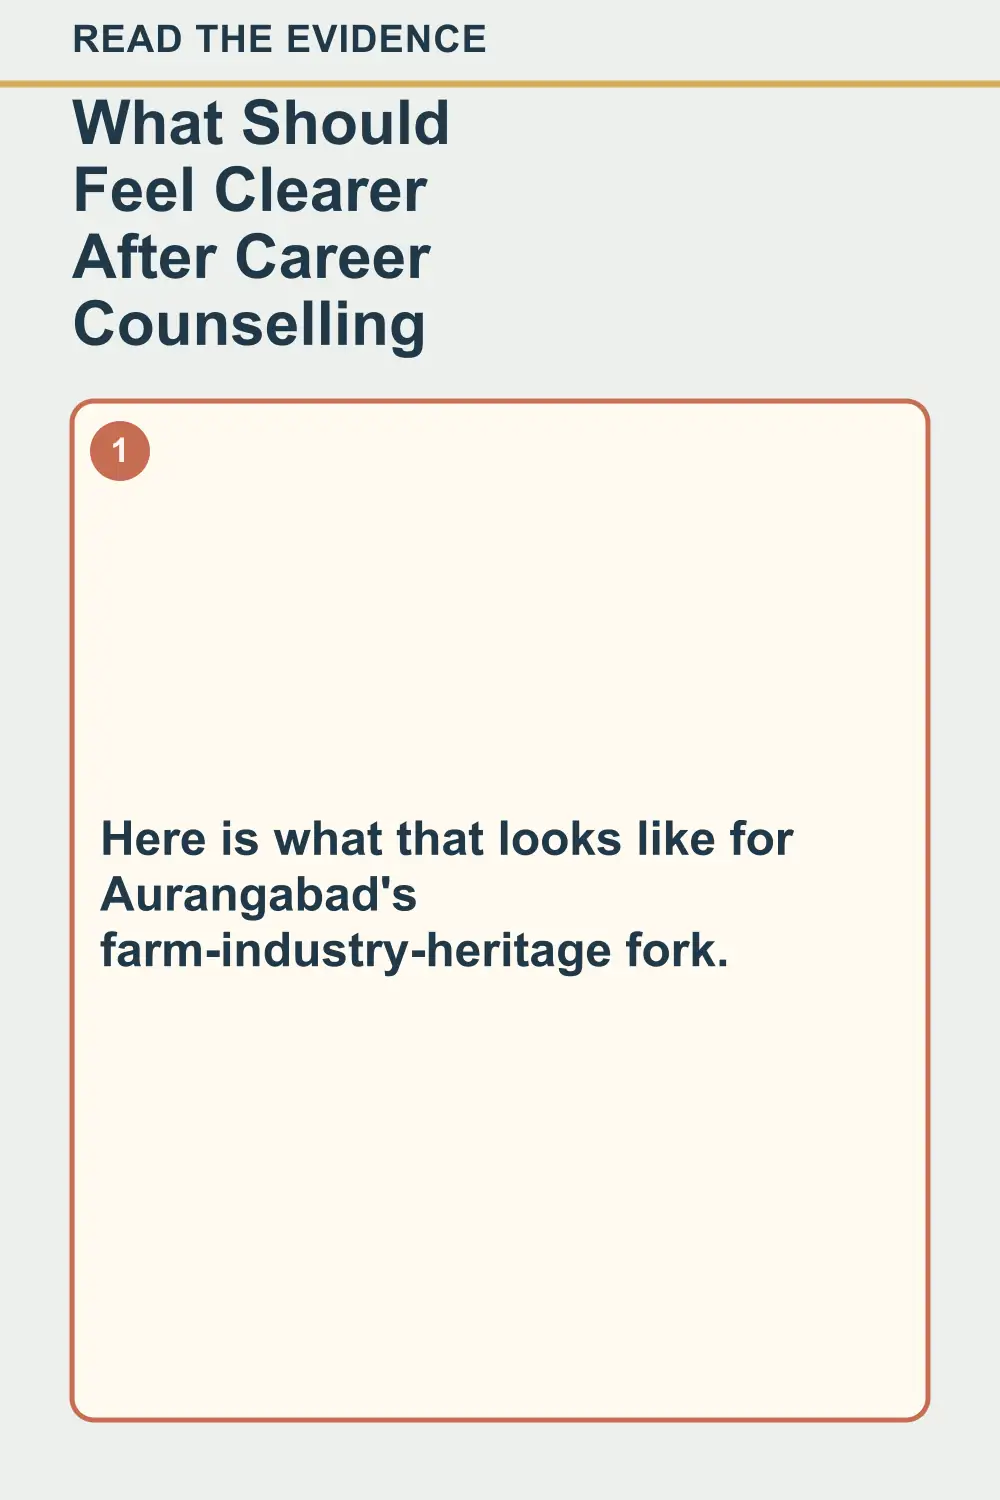 READ THE EVIDENCE
What Should
Feel Clearer
After Career
Counselling
1
Here is what that looks like for
Aurangabad's
farm-industry-heritage fork.